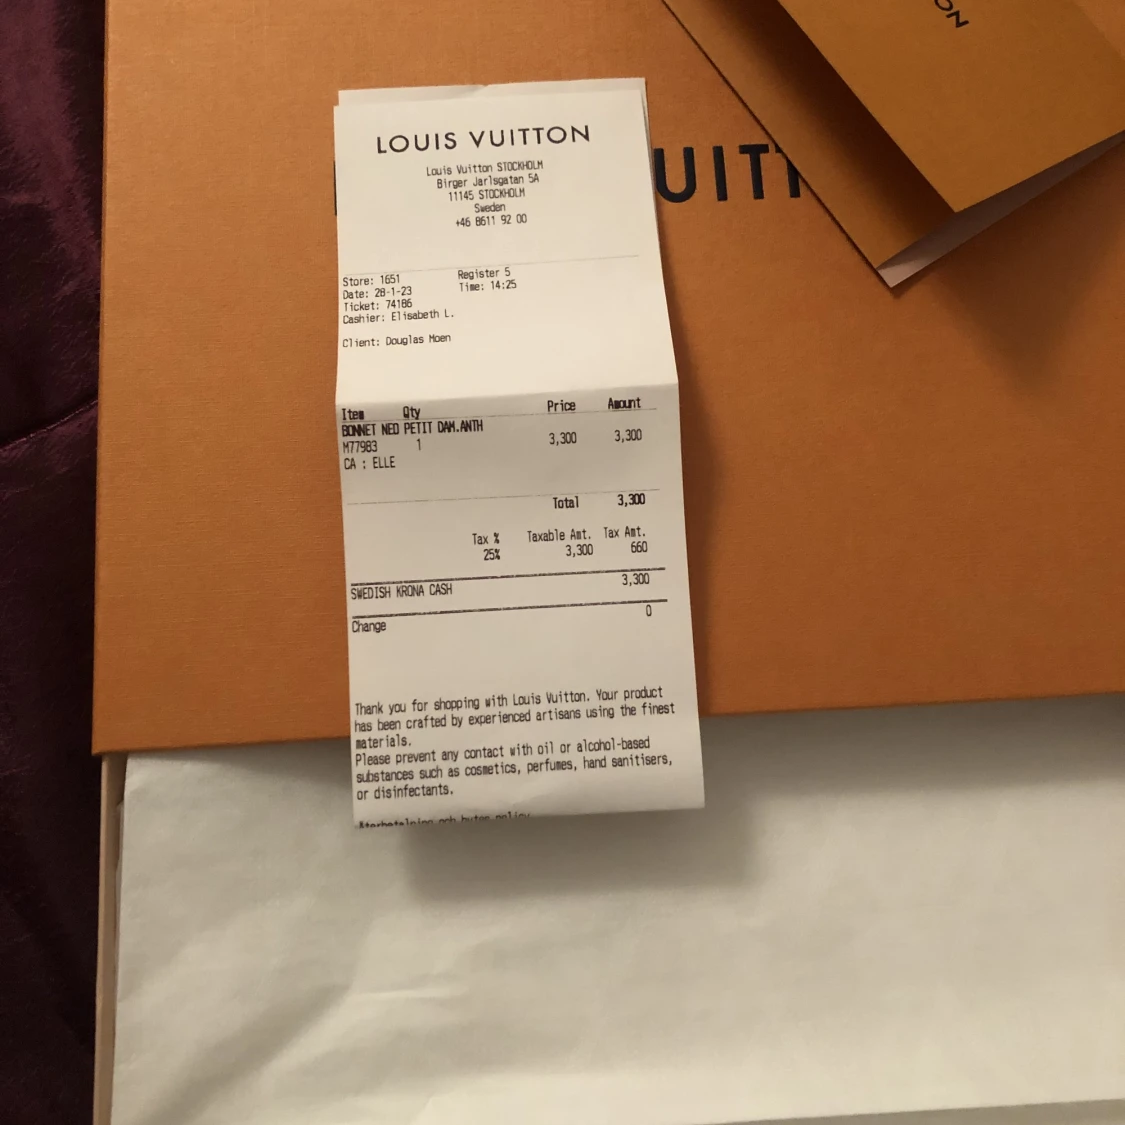 ON
UITT
LOUIS VUITTON
Louis Vuitton STOCKHOLM
Birger Jarlsgatan 5A
11145 STOCKHOLM
Sweden
+46 8611 92 00
Store: 1651 Register 5
Date: 28-1-23 Time: 14:25
Ticket: 74186
Cashier: Elisabeth L.
Client: Douglas Moen
Item Qty Price Amount
BONNET NEO PETIT DAM.ANTH
M77983 1 3,300 3,300
CA : ELLE
Total 3,300
Tax % Taxable Amt. Tax Amt.
25% 3,300 660
SWEDISH KRONA CASH 3,300
Change 0
Thank you for shopping with Louis Vuitton. Your product
has been crafted by experienced artisans using the finest
materials.
Please prevent any contact with oil or alcohol-based
substances such as cosmetics, perfumes, hand sanitisers,
or disinfectants.
Återbetalning och bytes policy